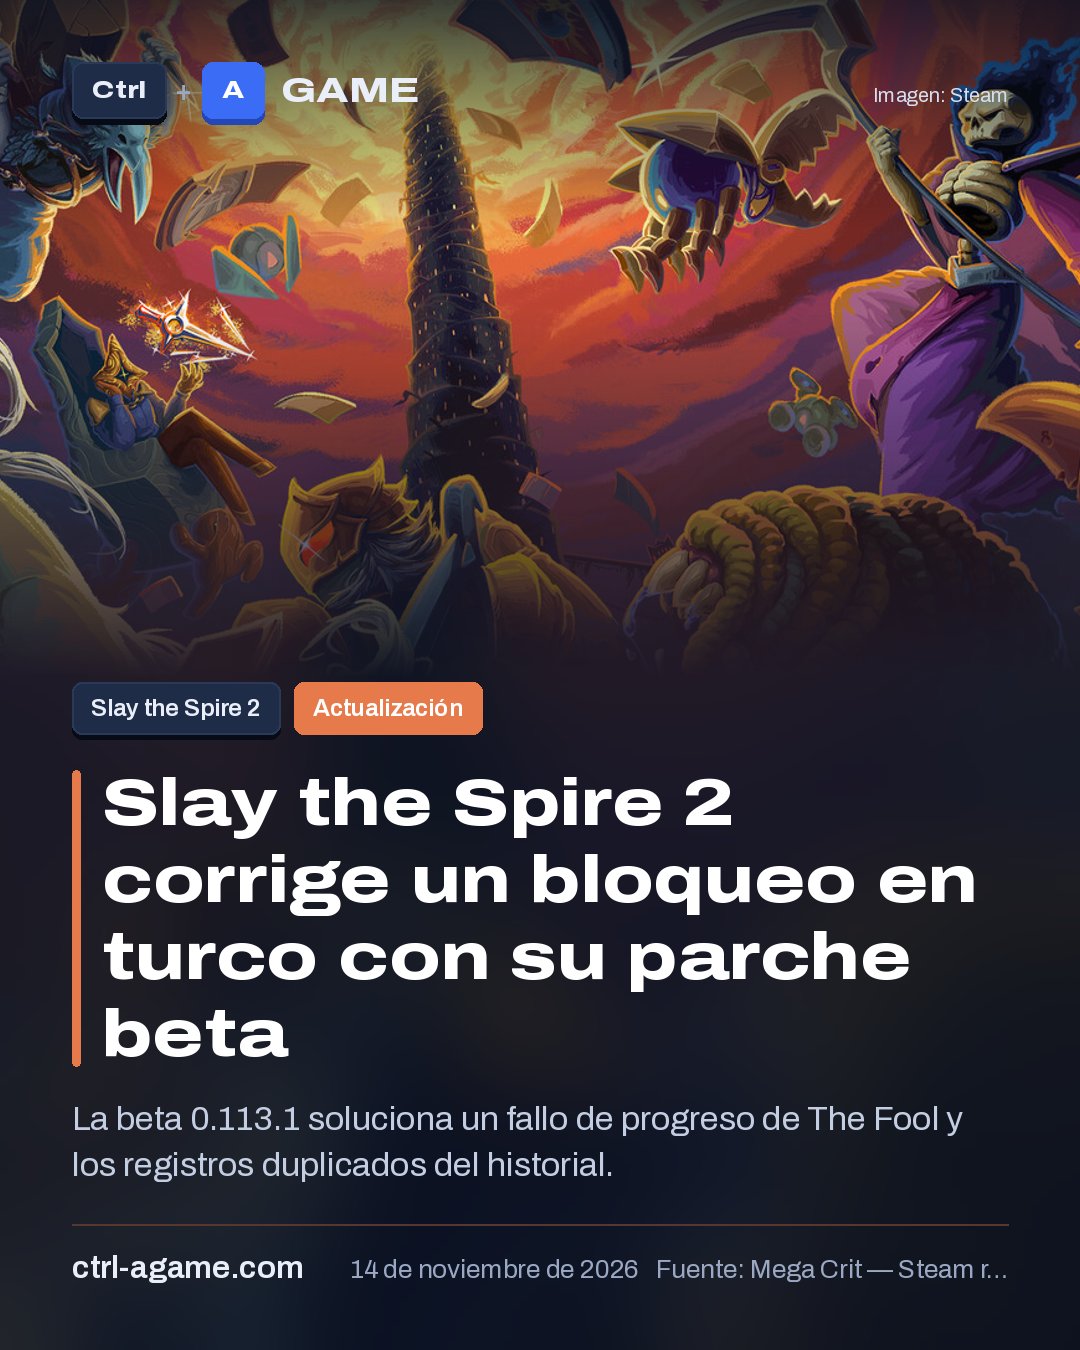 Ctrl + A GAME
Imagen: Steam
Slay the Spire 2 Actualización
Slay the Spire 2
corrige un bloqueo en
turco con su parche
beta
La beta 0.113.1 soluciona un fallo de progreso de The Fool y
los registros duplicados del historial.
ctrl-agame.com 14 de noviembre de 2026 Fuente: Mega Crit — Steam r...